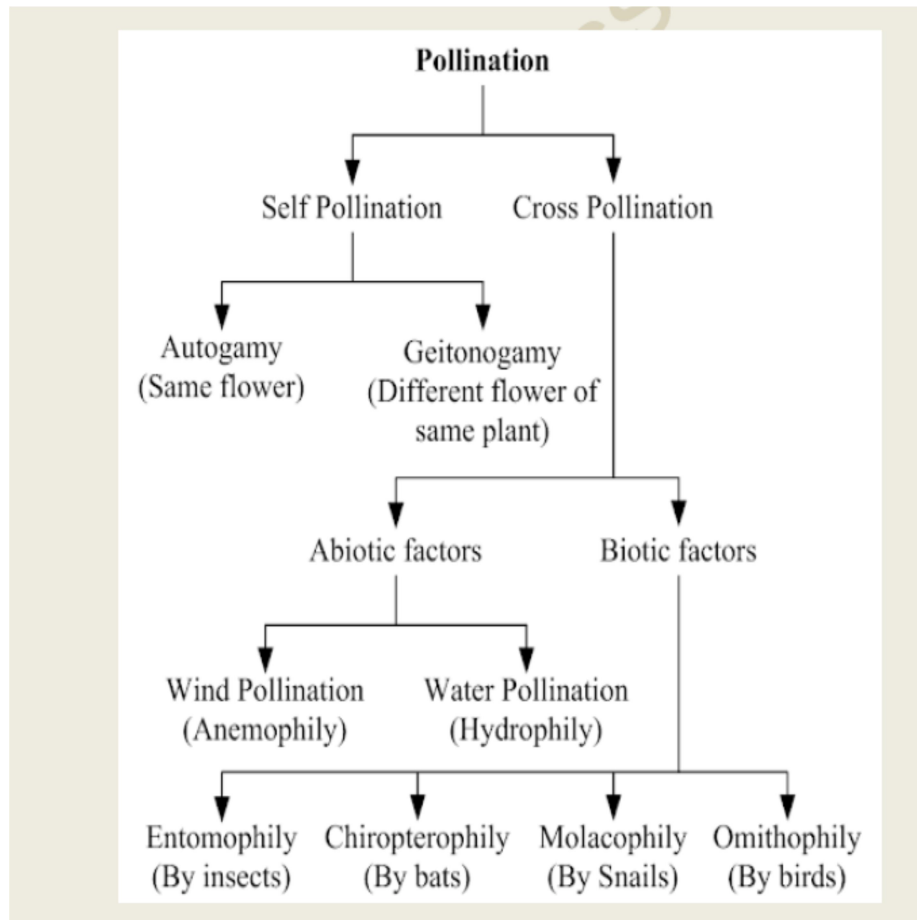 Pollination
Self Pollination
Cross Pollination
Autogamy
(Same flower)
Geitonogamy
(Different flower of
same plant)
Abiotic factors
Biotic factors
Wind Pollination
(Anemophily)
Water Pollination
(Hydrophily)
Entomophily
(By insects)
Chiropterophily
(By bats)
Molacophily
(By Snails)
Omithophily
(By birds)